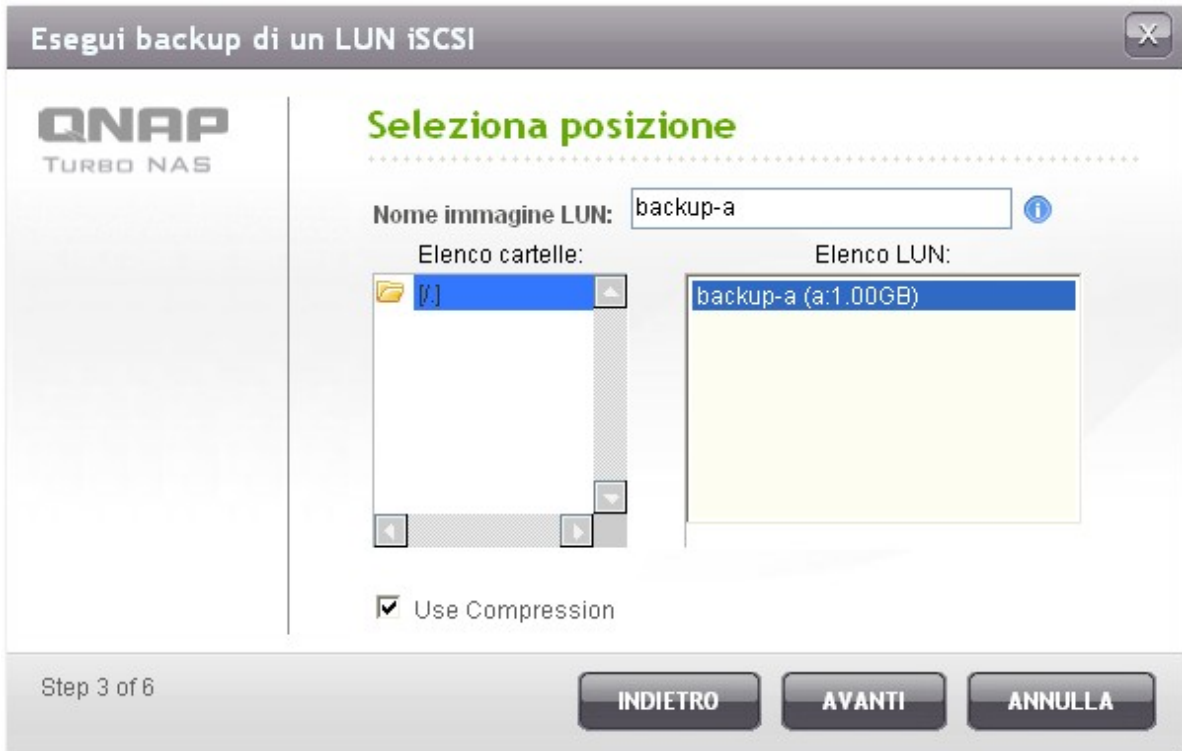 Esegui backup di un LUN iSCSI
X
QNAP
TURBO NAS
Seleziona posizione
Nome immagine LUN: backup-a
Elenco cartelle: Elenco LUN:
[/.] backup-a (a:1.00GB)
Use Compression
Step 3 of 6 INDIETRO AVANTI ANNULLA